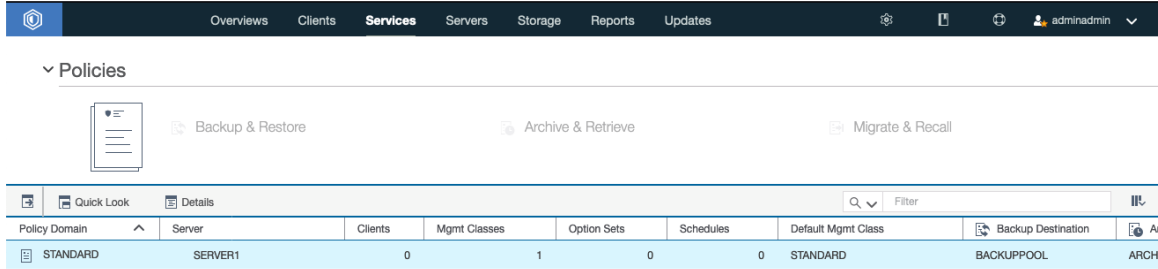 Overviews Clients Services Servers Storage Reports Updates adminadmin
Policies
Backup & Restore Archive & Retrieve Migrate & Recall
Quick Look Details Filter
Policy Domain Server Clients Mgmt Classes Option Sets Schedules Default Mgmt Class Backup Destination A
STANDARD SERVER1 0 1 0 0 STANDARD BACKUPPOOL ARCH